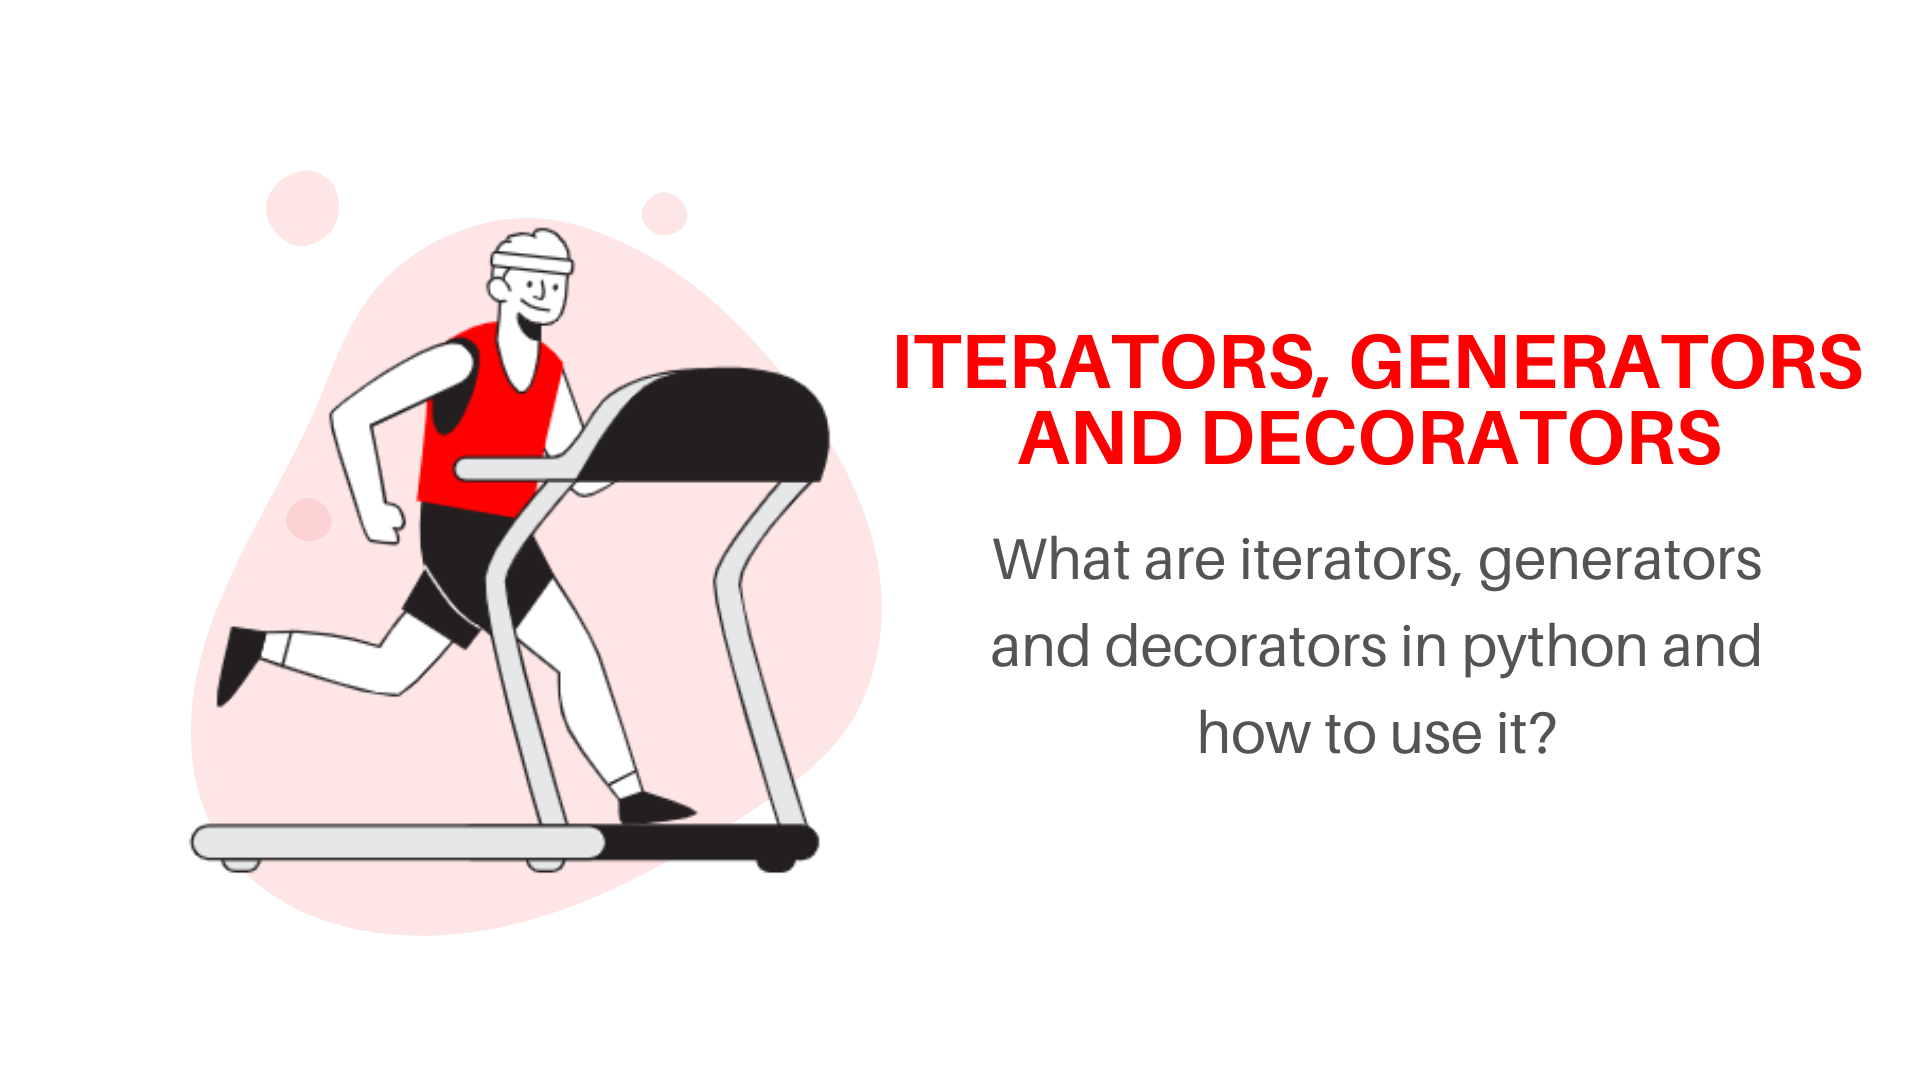 ITERATORS, GENERATORS
AND DECORATORS
What are iterators, generators
and decorators in python and
how to use it?